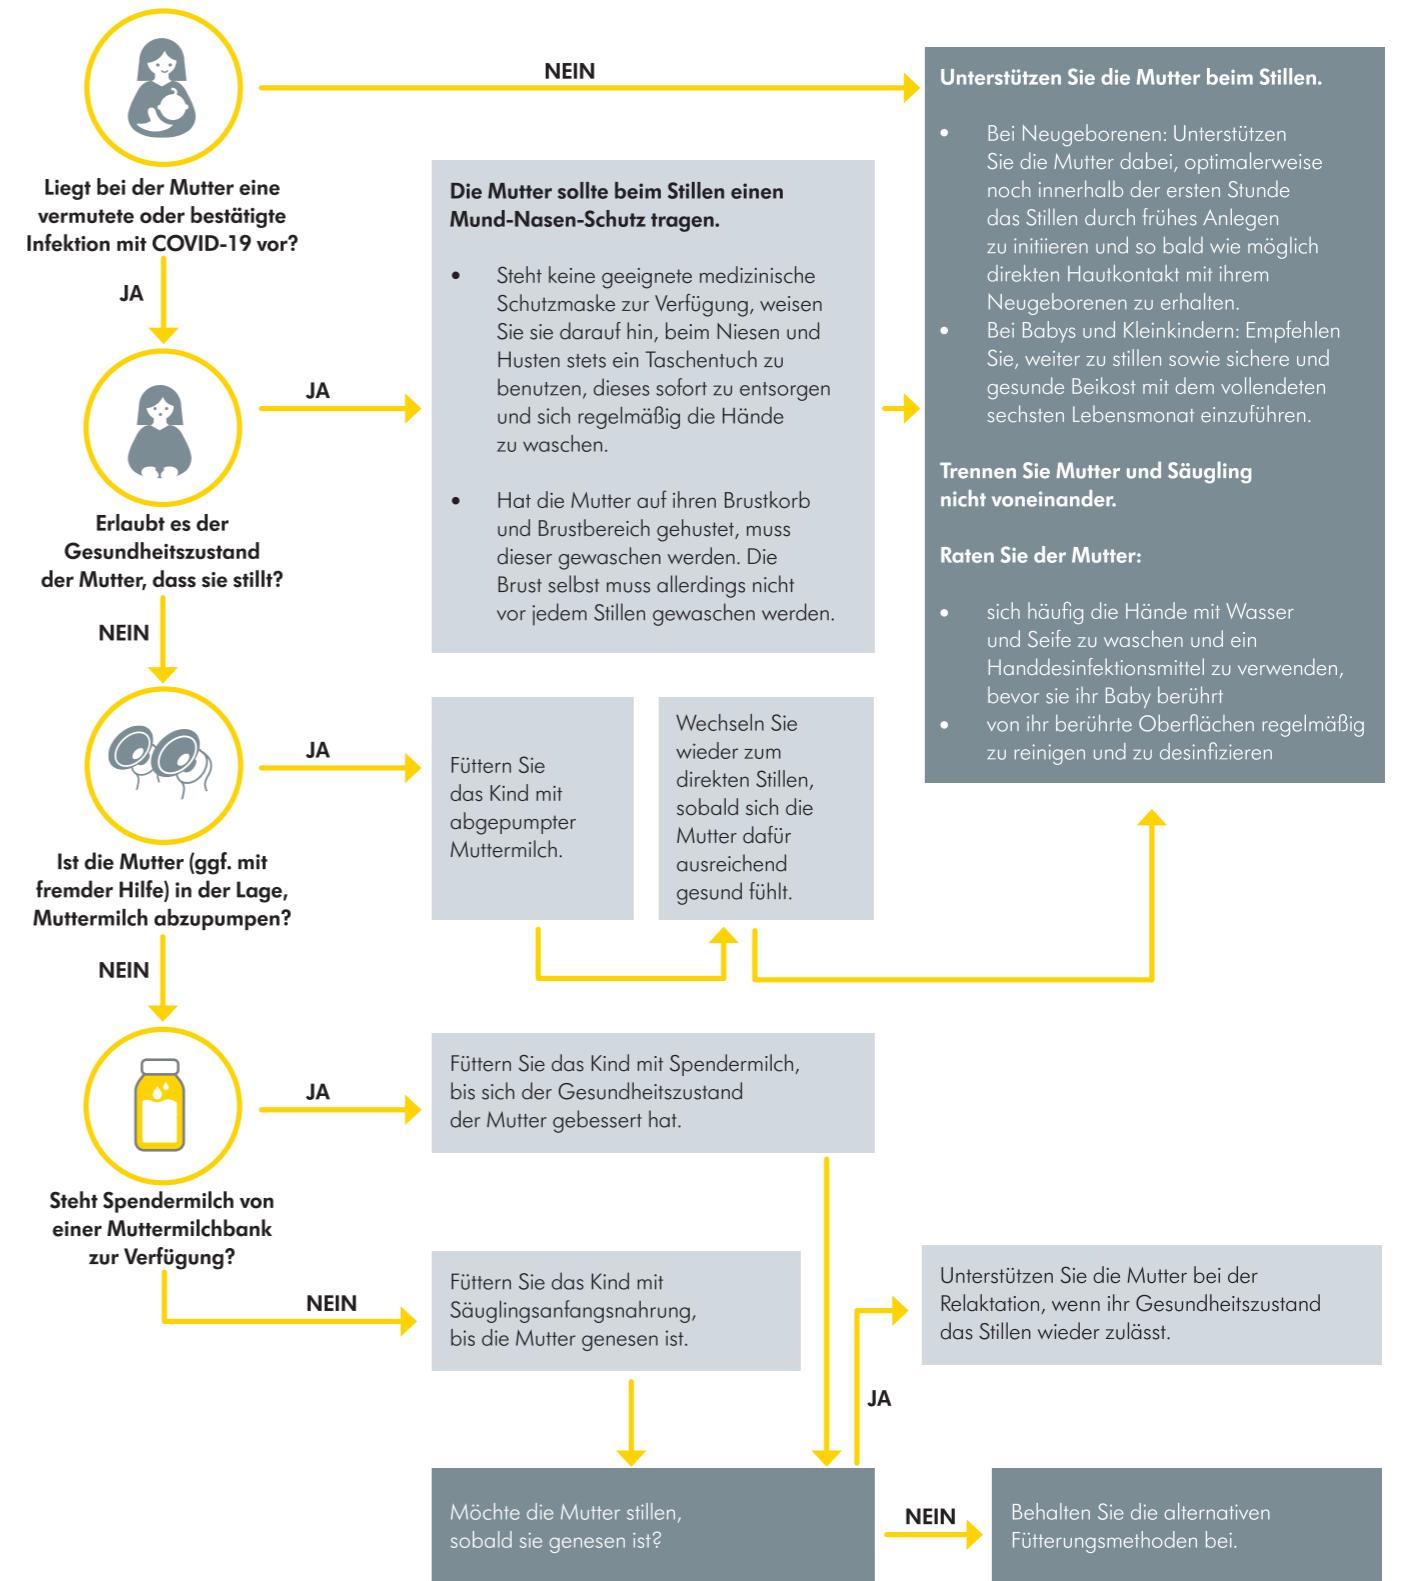 NEIN
Liegt bei der Mutter eine
vermutete oder bestätigte
Infektion mit COVID-19 vor?
JA
Erlaubt es der
Gesundheitszustand
der Mutter, dass sie stillt?
JA
Die Mutter sollte beim Stillen einen
Mund-Nasen-Schutz tragen.
• Steht keine geeignete medizinische
Schutzmaske zur Verfügung, weisen
Sie sie darauf hin, beim Niesen und
Husten stets ein Taschentuch zu
benutzen, dieses sofort zu entsorgen
und sich regelmäßig die Hände
zu waschen.
• Hat die Mutter auf ihren Brustkorb
und Brustbereich gehustet, muss
dieser gewaschen werden. Die
Brust selbst muss allerdings nicht
vor jedem Stillen gewaschen werden.
Unterstützen Sie die Mutter beim Stillen.
• Bei Neugeborenen: Unterstützen
Sie die Mutter dabei, optimalerweise
noch innerhalb der ersten Stunde
das Stillen durch frühes Anlegen
zu initiieren und so bald wie möglich
direkten Hautkontakt mit ihrem
Neugeborenen zu erhalten.
• Bei Babys und Kleinkindern: Empfehlen
Sie, weiter zu stillen sowie sichere und
gesunde Beikost mit dem vollendeten
sechsten Lebensmonat einzuführen.
Trennen Sie Mutter und Säugling
nicht voneinander.
Raten Sie der Mutter:
• sich häufig die Hände mit Wasser
und Seife zu waschen und ein
Handdesinfektionsmittel zu verwenden,
bevor sie ihr Baby berührt
• von ihr berührte Oberflächen regelmäßig
zu reinigen und zu desinfizieren
NEIN
Ist die Mutter (ggf. mit
fremder Hilfe) in der Lage,
Muttermilch abzupumpen?
JA
Füttern Sie
das Kind mit
abgepumpter
Muttermilch.
Wechseln Sie
wieder zum
direkten Stillen,
sobald sich die
Mutter dafür
ausreichend
gesund fühlt.
NEIN
Steht Spendermilch von
einer Muttermilchbank
zur Verfügung?
JA
Füttern Sie das Kind mit Spendermilch,
bis sich der Gesundheitszustand
der Mutter gebessert hat.
NEIN
Füttern Sie das Kind mit
Säuglingsanfangsnahrung,
bis die Mutter genesen ist.
Möchte die Mutter stillen,
sobald sie genesen ist?
JA
Unterstützen Sie die Mutter bei der
Relaktation, wenn ihr Gesundheitszustand
das Stillen wieder zulässt.
NEIN
Behalten Sie die alternativen
Fütterungsmethoden bei.